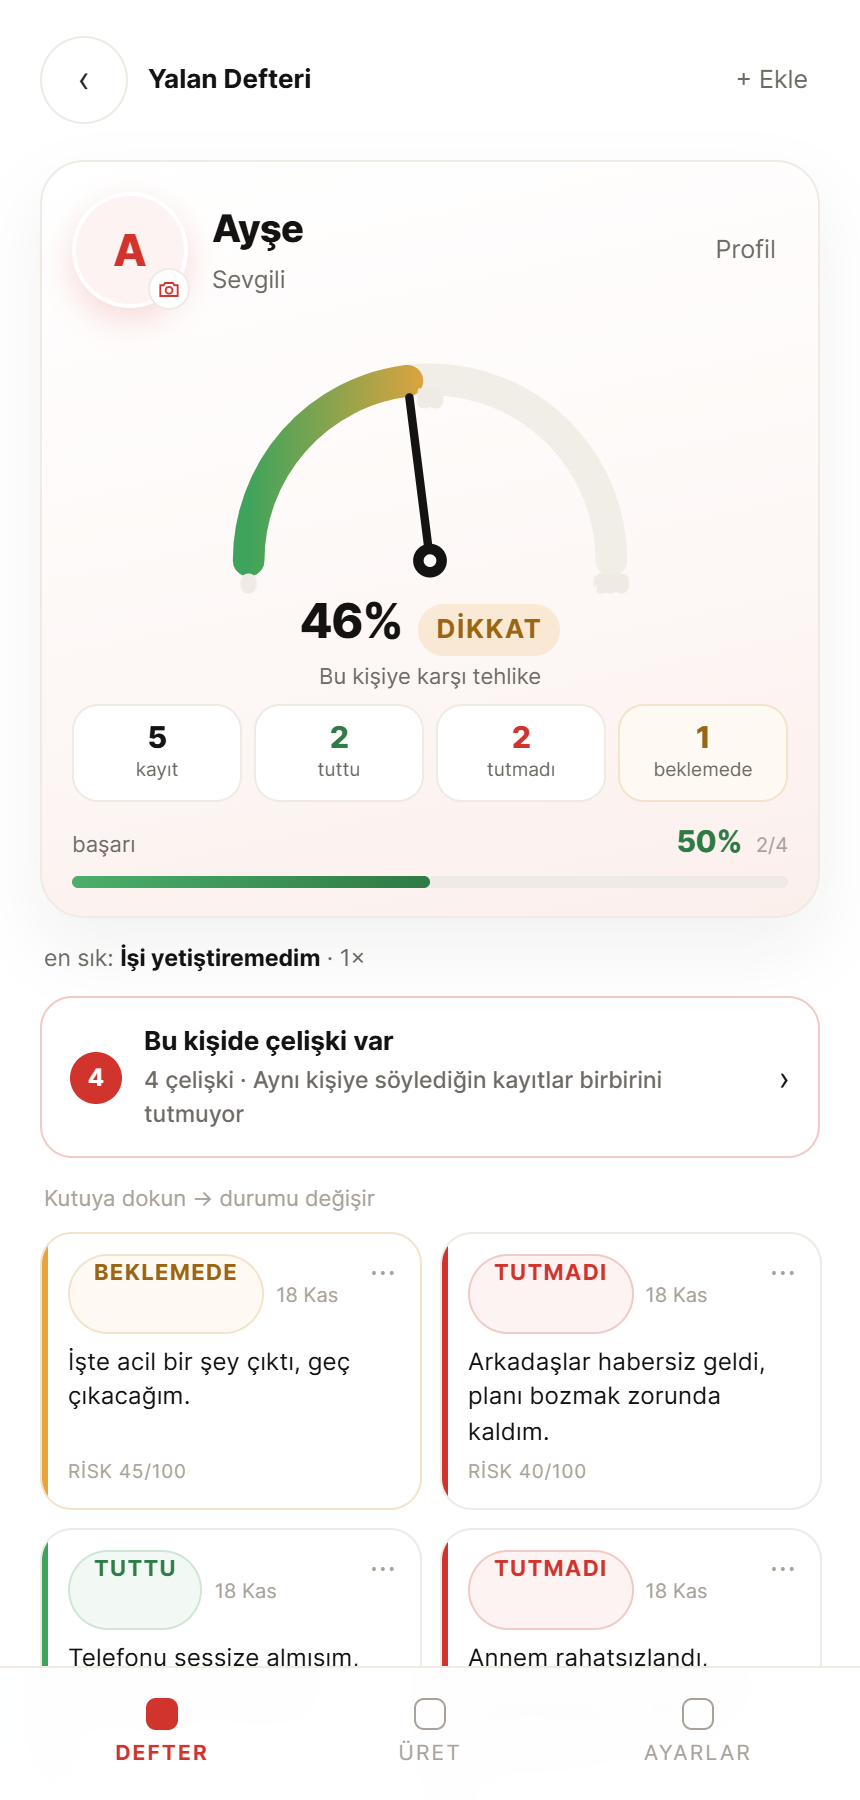 ‹ Yalan Defteri + Ekle
A Ayşe
Sevgili
Profil
46% DİKKAT
Bu kişiye karşı tehlike
5 2 2 1
kayıt tuttu tutmadı beklemede
başarı 50% 2/4
en sık: İşi yetiştiremedim · 1×
4 Bu kişide çelişki var
4 çelişki · Aynı kişiye söylediğin kayıtlar birbirini
tutmuyor ›
Kutuya dokun → durumu değişir
BEKLEMEDE 18 Kas ...
İşte acil bir şey çıktı, geç
çıkacağım.
RİSK 45/100
TUTMADI 18 Kas ...
Arkadaşlar habersiz geldi,
planı bozmak zorunda
kaldım.
RİSK 40/100
TUTTU 18 Kas ...
Telefonu sessize almışım,
TUTMADI 18 Kas ...
Annem rahatsızlandı,
DEFTER ÜRET AYARLAR